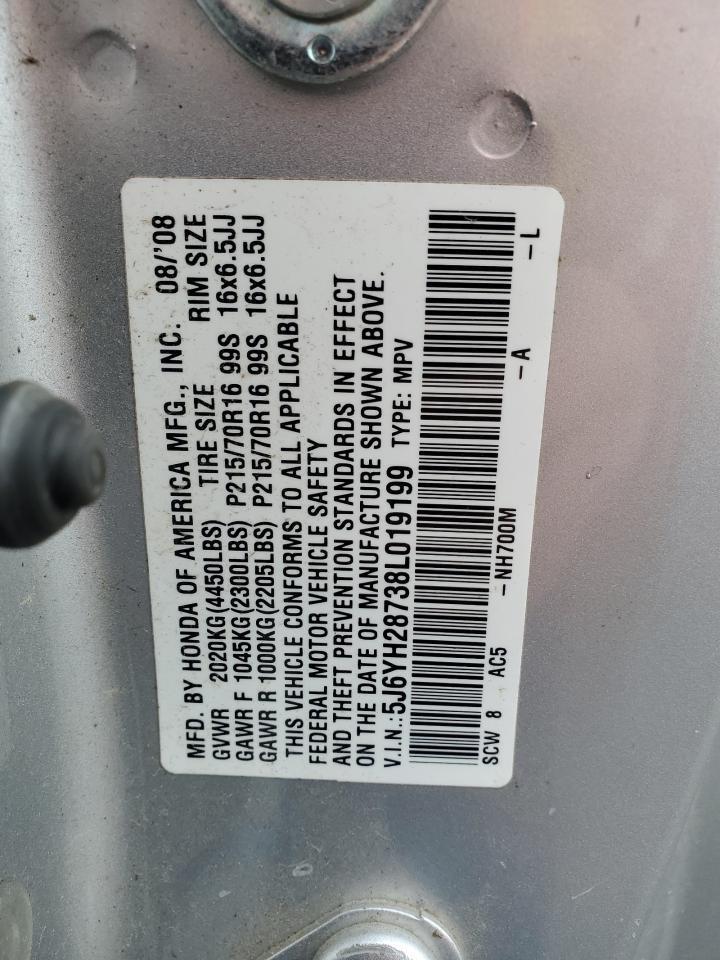 MFD. BY HONDA OF AMERICA MFG., INC. 08/'08
GVWR 2020KG(4450LBS) TIRE SIZE RIM SIZE
GAWR F 1045KG(2300LBS) P215/70R16 99S 16x6.5JJ
GAWR R 1000KG(2205LBS) P215/70R16 99S 16x6.5JJ
THIS VEHICLE CONFORMS TO ALL APPLICABLE
FEDERAL MOTOR VEHICLE SAFETY
AND THEFT PREVENTION STANDARDS IN EFFECT
ON THE DATE OF MANUFACTURE SHOWN ABOVE.
V.I.N.:5J6YH28738L019199 TYPE: MPV
SCW 8 AC5 -NH700M -A -L